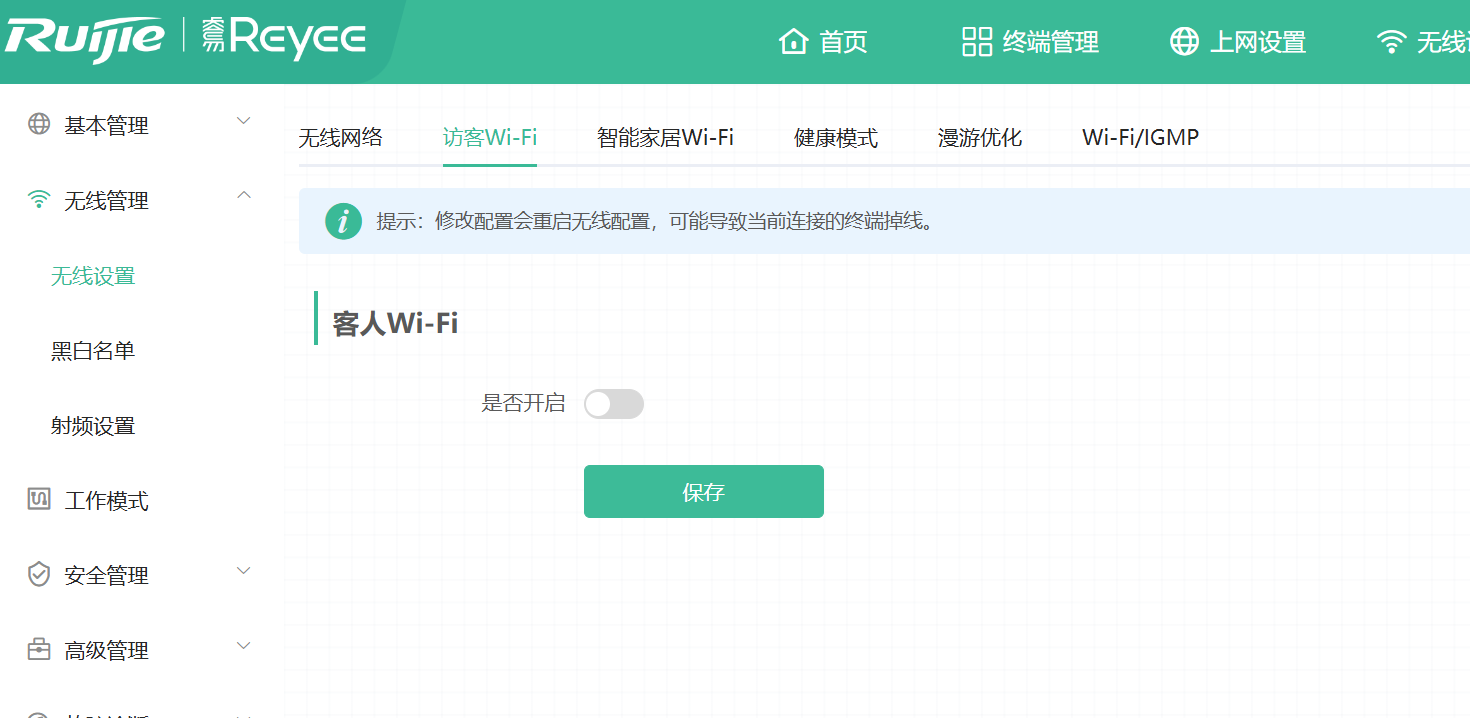 Ruijie | 睿易 Reyee
首页
终端管理
上网设置
无线
基本管理
无线管理
无线设置
黑白名单
射频设置
工作模式
安全管理
高级管理
无线网络 访客Wi-Fi 智能家居Wi-Fi 健康模式 漫游优化 Wi-Fi/IGMP
提示：修改配置会重启无线配置，可能导致当前连接的终端掉线。
客人Wi-Fi
是否开启
保存